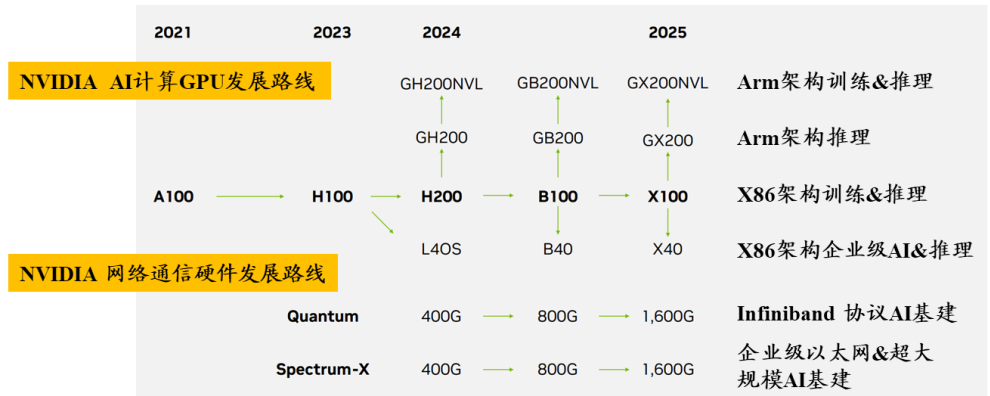 2021 2023 2024 2025
NVIDIA AI计算GPU发展路线
GH200NVL GB200NVL GX200NVL Arm架构训练&推理
GH200 GB200 GX200 Arm架构推理
A100 H100 H200 B100 X100 X86架构训练&推理
L4OS B40 X40 X86架构企业级AI&推理
NVIDIA 网络通信硬件发展路线
Quantum 400G 800G 1,600G Infiniband 协议AI基建
Spectrum-X 400G 800G 1,600G 企业级以太网&超大
规模AI基建